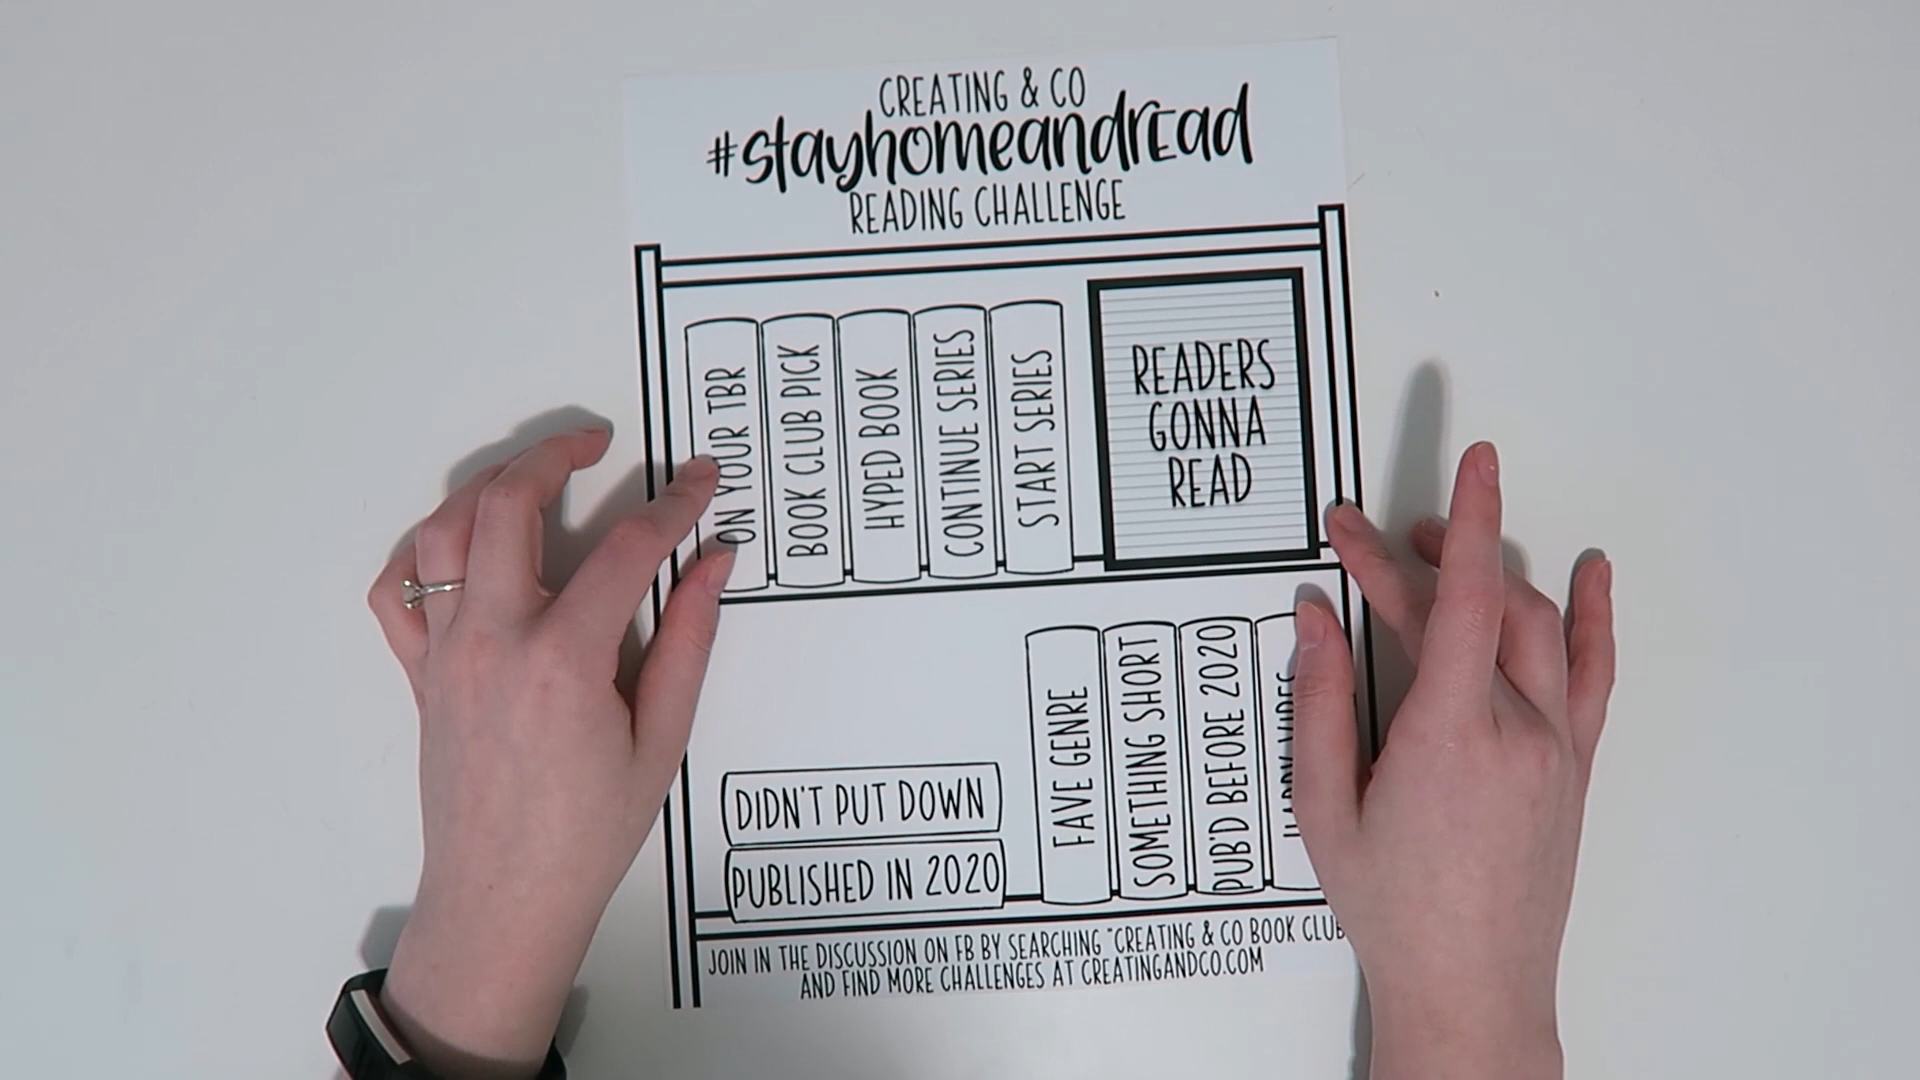 CREATING & CO
#stayhomeandread
READING CHALLENGE
ON YOUR TBR
BOOK CLUB PICK
HYPED BOOK
CONTINUE SERIES
START SERIES
READERS
GONNA
READ
DIDN'T PUT DOWN
PUBLISHED IN 2020
FAVE GENRE
SOMETHING SHORT
PUB'D BEFORE 2020
JOIN IN THE DISCUSSION ON FB BY SEARCHING "CREATING & CO BOOK CLUB
AND FIND MORE CHALLENGES AT CREATINGANDCO.COM